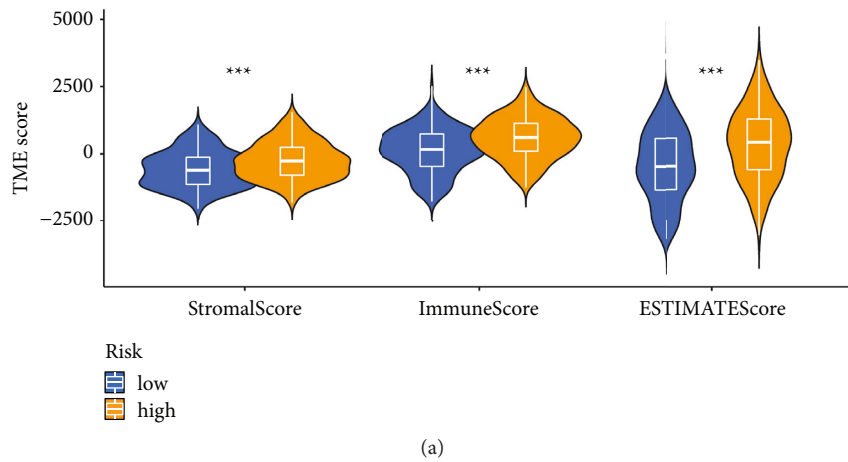 5000
2500
0
−2500
TME score
***
***
***
StromalScore
ImmuneScore
ESTIMATEScore
Risk
low
high
(a)